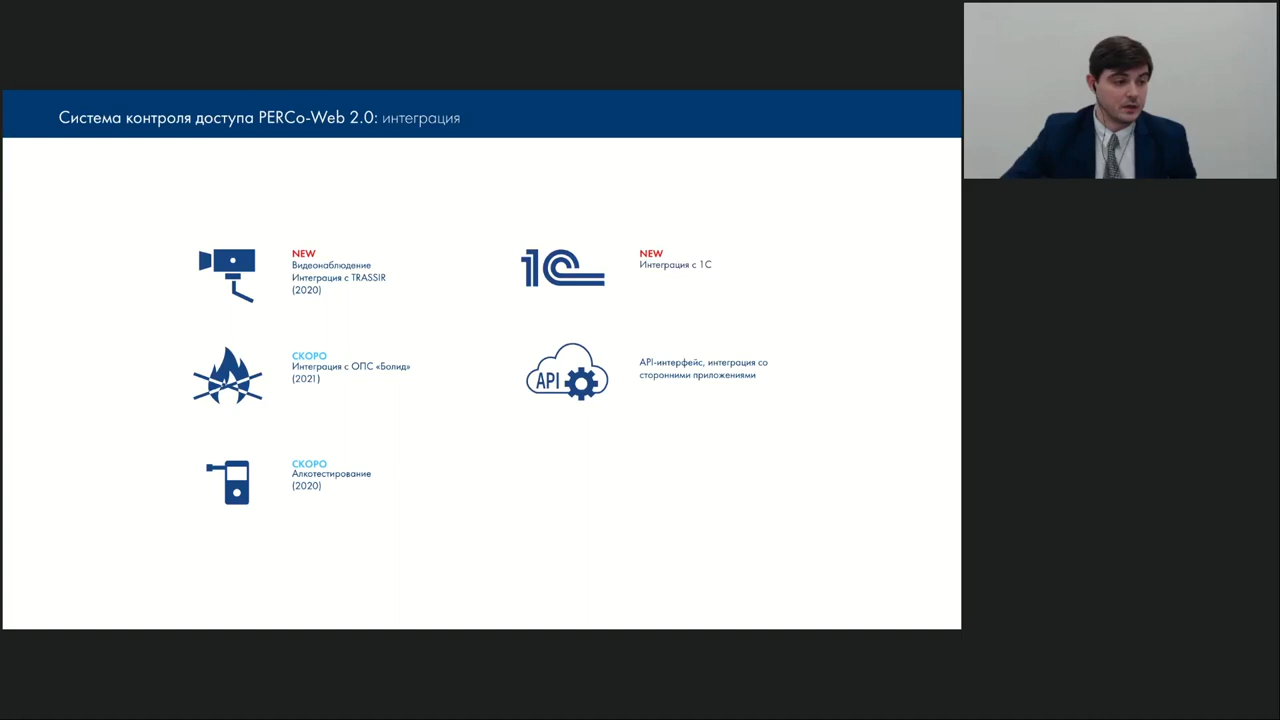 Система контроля доступа PERCo-Web 2.0: интеграция
NEW
Видеонаблюдение
Интеграция с TRASSIR
(2020)
1С
NEW
Интеграция с 1С
СКОРО
Интеграция с ОПС «Болид»
(2021)
API
API-интерфейс, интеграция со
сторонними приложениями
СКОРО
Алкотестирование
(2020)